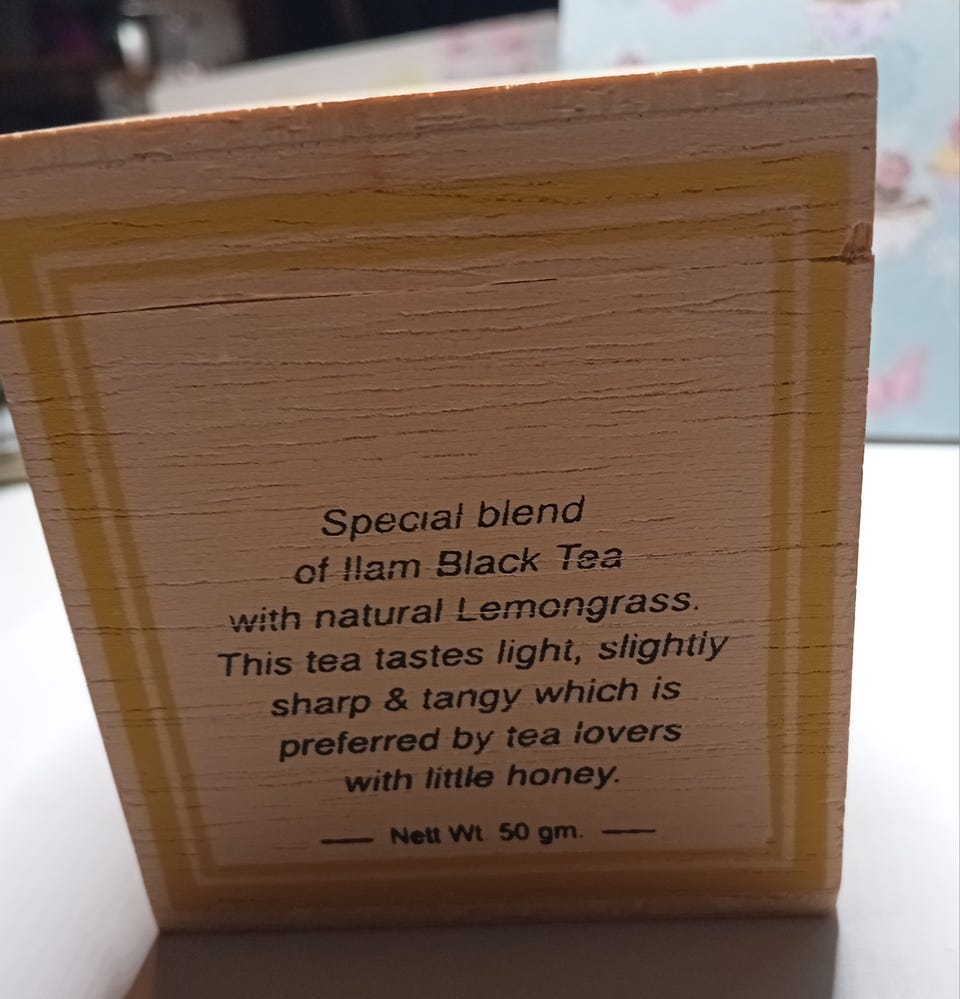 Special blend
of Ilam Black Tea
with natural Lemongrass.
This tea tastes light, slightly
sharp & tangy which is
preferred by tea lovers
with little honey.
Nett Wt 50 gm.